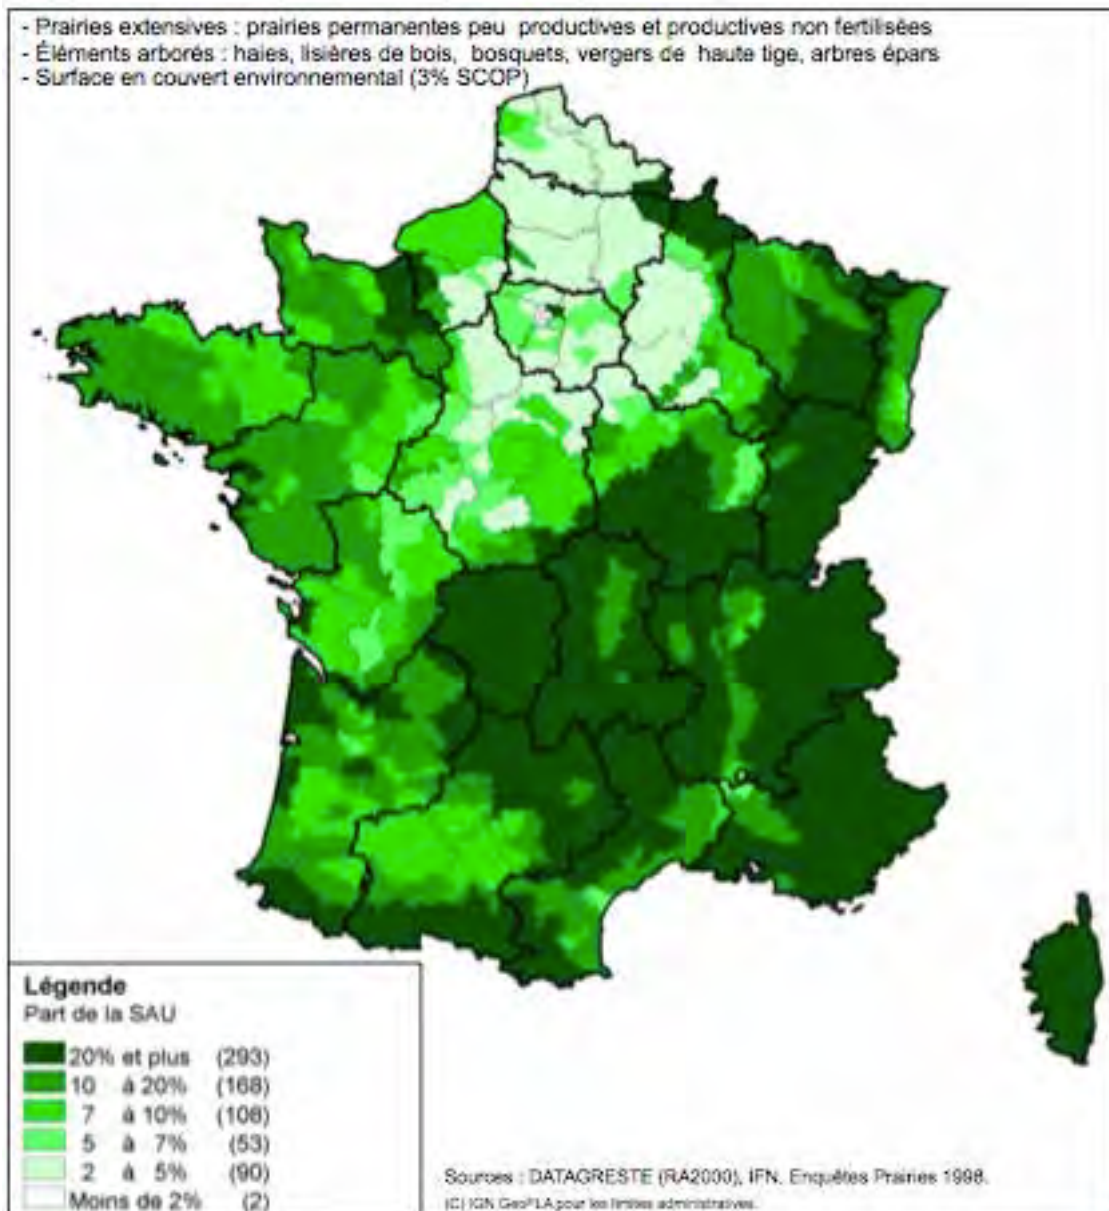 - Prairies extensives : prairies permanentes peu productives et productives non fertilisées
- Éléments arborés : haies, lisières de bois, bosquets, vergers de haute tige, arbres épars
- Surface en couvert environnemental (3% SCOP)
Légende
Part de la SAU
20% et plus (293)
10 à 20% (168)
7 à 10% (108)
5 à 7% (53)
2 à 5% (90)
Moins de 2% (2)
Sources : DATAGRESTE (RA2000), IFN, Enquêtes Prairies 1998.
(C) IGN GeoFLA pour les limites administratives.